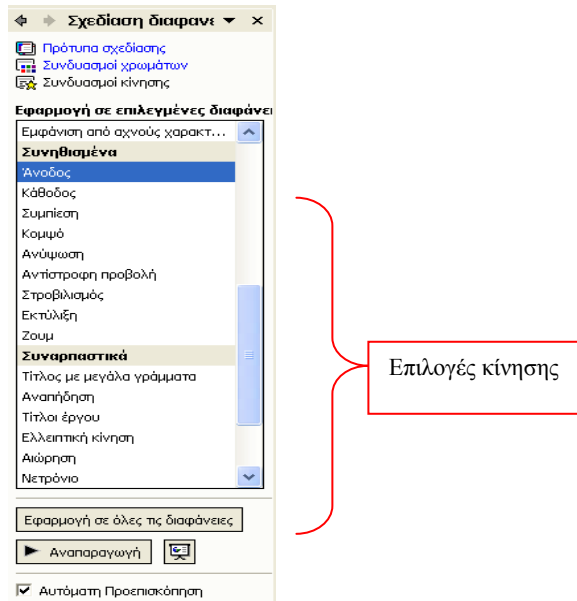 Σχεδίαση διαφανε
Πρότυπα σχεδίασης
Συνδυασμοί χρωμάτων
Συνδυασμοί κίνησης
Εφαρμογή σε επιλεγμένες διαφάνει
Εμφάνιση από αχνούς χαρακτ...
Συνηθισμένα
Άνοδος
Κάθοδος
Συμπίεση
Κομψό
Ανύψωση
Αντίστροφη προβολή
Στροβιλισμός
Εκτύλιξη
Ζουμ
Συναρπαστικά
Τίτλος με μεγάλα γράμματα
Αναπήδηση
Τίτλοι έργου
Ελλειπτική κίνηση
Αιώρηση
Νετρόνιο
Επιλογές κίνησης
Εφαρμογή σε όλες τις διαφάνειες
Αναπαραγωγή
Αυτόματη Προεπισκόπηση